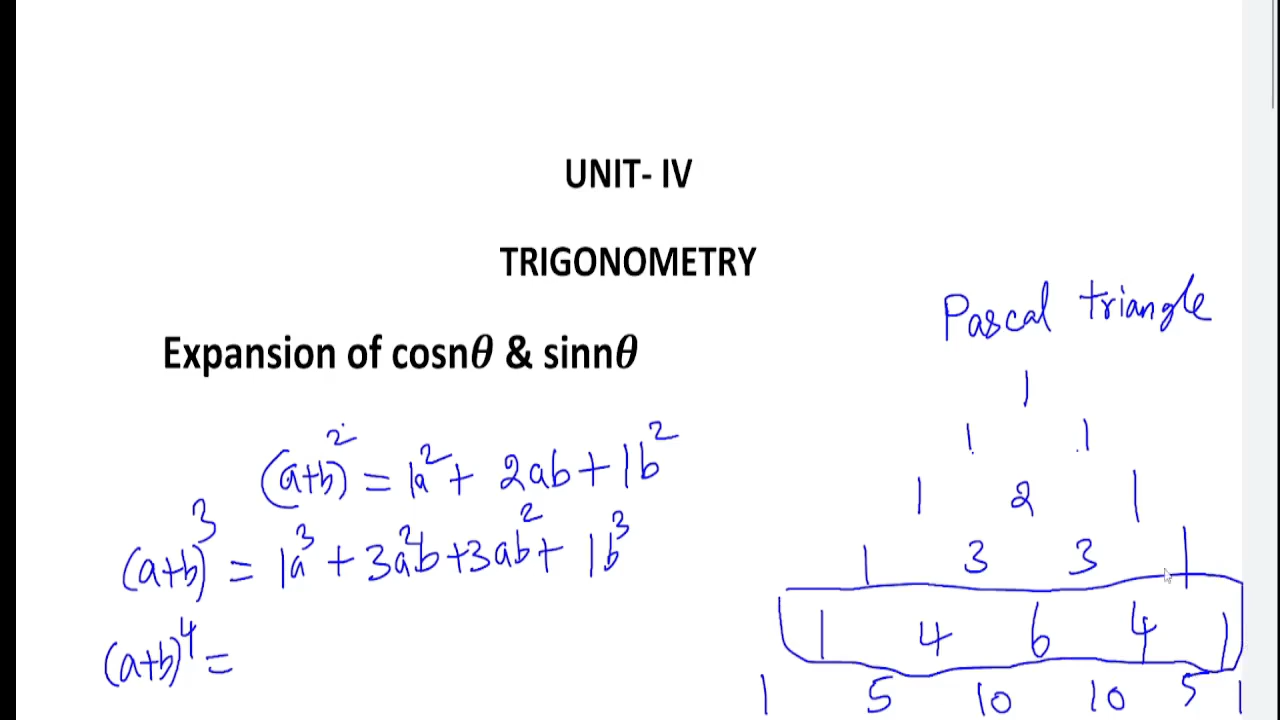 UNIT- IV
TRIGONOMETRY
Expansion of cosn𝜃 & sinn𝜃
(a+b)² = 1a² + 2ab + 1b²
(a+b)³ = 1a³ + 3a²b + 3ab² + 1b³
(a+b)⁴ =
Pascal triangle
1
1 1
1 2 1
1 3 3 1
1 4 6 4 1
1 5 10 10 5 1